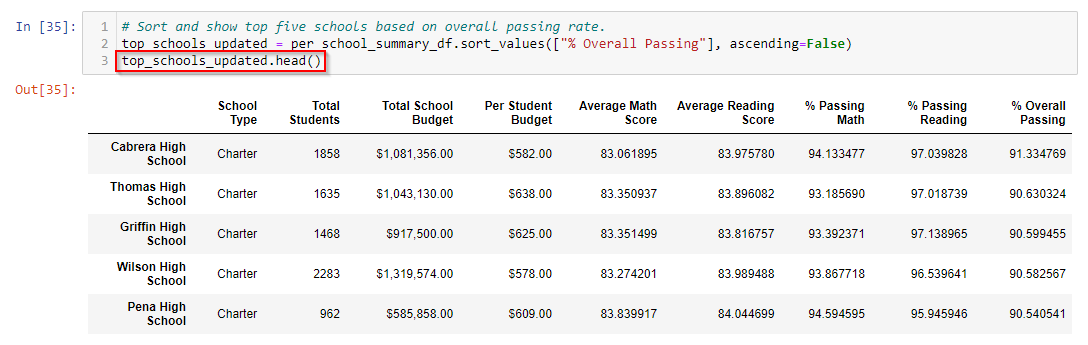 In [35]:
1 # Sort and show top five schools based on overall passing rate.
2 top_schools_updated = per_school_summary_df.sort_values(["% Overall Passing"], ascending=False)
3 top_schools_updated.head()
Out[35]:
School Type Total Students Total School Budget Per Student Budget Average Math Score Average Reading Score % Passing Math % Passing Reading % Overall Passing
Cabrera High School Charter 1858 $1,081,356.00 $582.00 83.061895 83.975780 94.133477 97.039828 91.334769
Thomas High School Charter 1635 $1,043,130.00 $638.00 83.350937 83.896082 93.185690 97.018739 90.630324
Griffin High School Charter 1468 $917,500.00 $625.00 83.351499 83.816757 93.392371 97.138965 90.599455
Wilson High School Charter 2283 $1,319,574.00 $578.00 83.274201 83.989488 93.867718 96.539641 90.582567
Pena High School Charter 962 $585,858.00 $609.00 83.839917 84.044699 94.594595 95.945946 90.540541